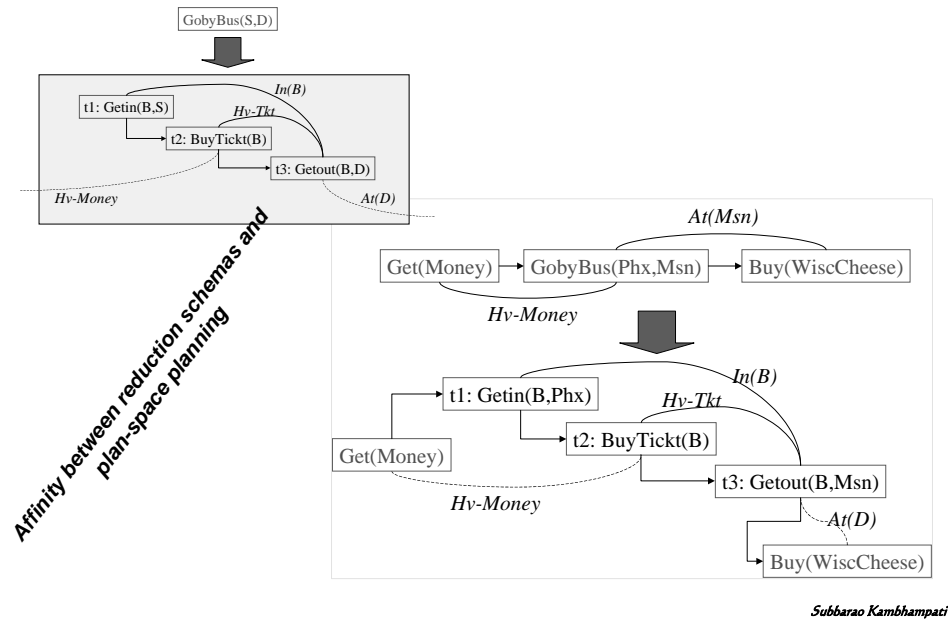 GobyBus(S,D)
In(B)
t1: Getin(B,S)
Hv-Tkt
t2: BuyTickt(B)
t3: Getout(B,D)
Hv-Money
At(D)
Affinity between reduction schemas and
plan-space planning
At(Msn)
Get(Money)
GobyBus(Phx,Msn)
Buy(WiscCheese)
Hv-Money
In(B)
t1: Getin(B,Phx)
Hv-Tkt
t2: BuyTickt(B)
Get(Money)
t3: Getout(B,Msn)
Hv-Money
At(D)
Buy(WiscCheese)
Subbarao Kambhampati